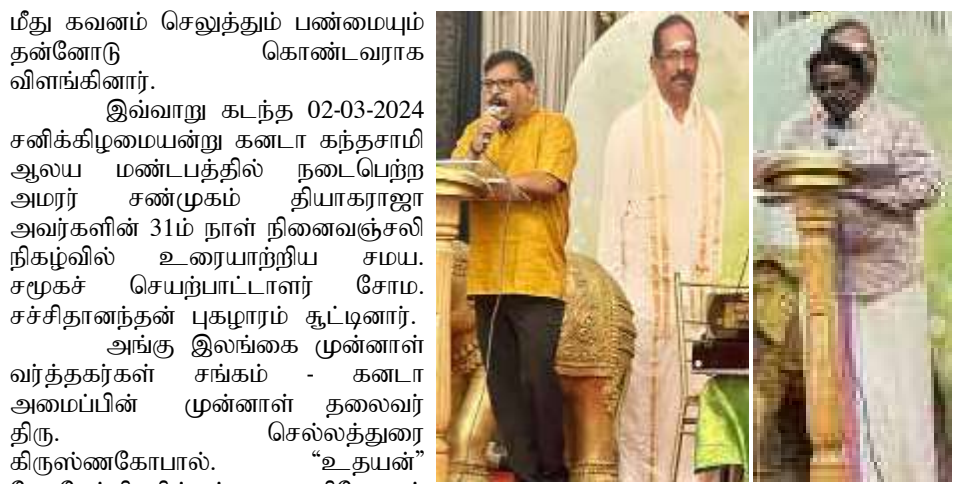 மீது கவனம் செலுத்தும் பண்மையும்
தன்னோடு கொண்டவராக
விளங்கினார்.
இவ்வாறு கடந்த 02-03-2024
சனிக்கிழமையன்று கனடா கந்தசாமி
ஆலய மண்டபத்தில் நடைபெற்ற
அமரர் சண்முகம் தியாகராஜா
அவர்களின் 31ம் நாள் நினைவஞ்சலி
நிகழ்வில் உரையாற்றிய சமய.
சமூகச் செயற்பாட்டாளர் சோம.
சச்சிதானந்தன் புகழாரம் சூட்டினார்.
அங்கு இலங்கை முன்னாள்
வர்த்தகர்கள் சங்கம் - கனடா
அமைப்பின் முன்னாள் தலைவர்
திரு. செல்லத்துரை
கிருஸ்ணகோபால். “உதயன்”